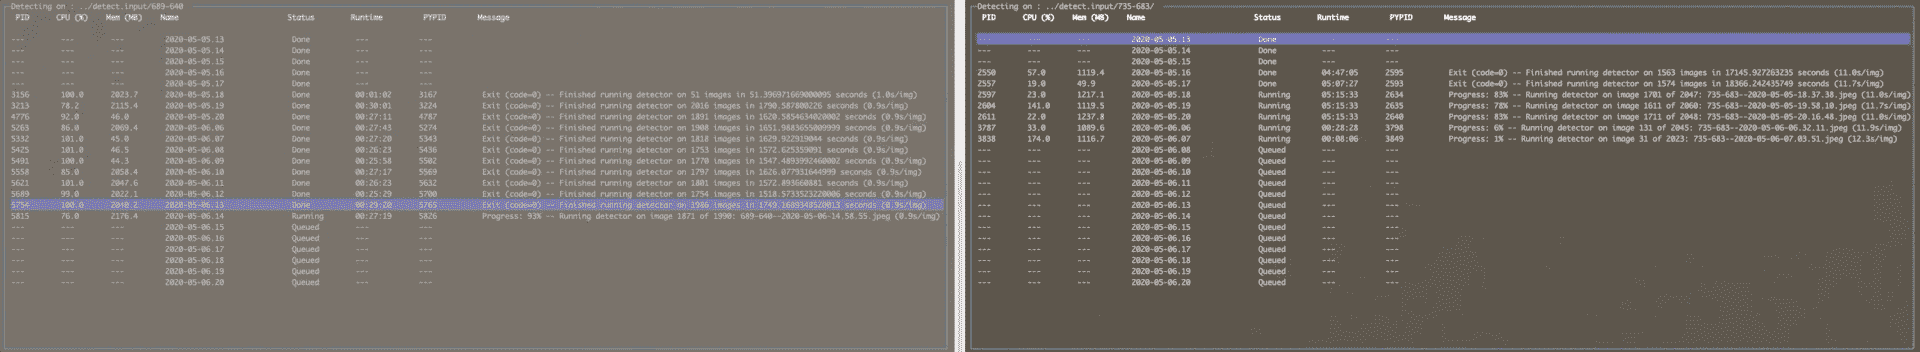 Detecting on : ../detect.input/689-640
PID CPU (%) Mem (MB) Name Status Runtime PYPID Message
--- --- --- 2020-05-05.13 Done --- ---
--- --- --- 2020-05-05.14 Done --- ---
--- --- --- 2020-05-05.15 Done --- ---
--- --- --- 2020-05-05.16 Done --- ---
--- --- --- 2020-05-05.17 Done --- ---
3156 100.0 2023.7 2020-05-05.18 Done 00:01:02 3167 Exit (code=0) -- Finished running detector on 51 images in 51.396971669000095 seconds (1.0s/img)
3213 78.2 2115.4 2020-05-05.19 Done 00:30:01 3224 Exit (code=0) -- Finished running detector on 2016 images in 1790.587800226 seconds (0.9s/img)
4776 92.0 46.0 2020-05-05.20 Done 00:27:11 4787 Exit (code=0) -- Finished running detector on 1891 images in 1620.5854634020002 seconds (0.9s/img)
5263 86.0 2069.4 2020-05-06.06 Done 00:27:43 5274 Exit (code=0) -- Finished running detector on 1908 images in 1651.9883655009999 seconds (0.9s/img)
5332 101.0 45.0 2020-05-06.07 Done 00:27:20 5343 Exit (code=0) -- Finished running detector on 1818 images in 1629.922919044 seconds (0.9s/img)
5425 101.0 46.5 2020-05-06.08 Done 00:26:23 5436 Exit (code=0) -- Finished running detector on 1753 images in 1572.625359091 seconds (0.9s/img)
5491 100.0 44.3 2020-05-06.09 Done 00:25:58 5502 Exit (code=0) -- Finished running detector on 1770 images in 1547.4893992460002 seconds (0.9s/img)
5558 85.0 2058.4 2020-05-06.10 Done 00:27:17 5569 Exit (code=0) -- Finished running detector on 1797 images in 1626.077931644999 seconds (0.9s/img)
5621 101.0 2047.6 2020-05-06.11 Done 00:26:23 5632 Exit (code=0) -- Finished running detector on 1801 images in 1572.893660881 seconds (0.9s/img)
5689 99.0 2022.1 2020-05-06.12 Done 00:25:29 5700 Exit (code=0) -- Finished running detector on 1754 images in 1518.5733523220006 seconds (0.9s/img)
5754 100.0 2040.2 2020-05-06.13 Done 00:29:20 5765 Exit (code=0) -- Finished running detector on 1986 images in seconds (0.9s/img)
5815 76.0 2176.4 2020-05-06.14 Running 00:27:19 5826 Progress: 93% -- Running detector on image 1871 of 1990: 689-640--2020-05-06-14.58.55.jpeg (0.9s/img)
--- --- --- 2020-05-06.15 Queued --- ---
--- --- --- 2020-05-06.16 Queued --- ---
--- --- --- 2020-05-06.17 Queued --- ---
--- --- --- 2020-05-06.18 Queued --- ---
--- --- --- 2020-05-06.19 Queued --- ---
--- --- --- 2020-05-06.20 Queued --- ---
Detecting on : ../detect.input/735-683/
PID CPU (%) Mem (MB) Name Status Runtime PYPID Message
--- --- --- 2020-05-05.13 Done --- ---
--- --- --- 2020-05-05.14 Done --- ---
--- --- --- 2020-05-05.15 Done --- ---
2550 57.0 1119.4 2020-05-05.16 Done 04:47:05 2595 Exit (code=0) -- Finished running detector on 1563 images in 17145.927263235 seconds (11.0s/img)
2557 19.0 49.9 2020-05-05.17 Done 05:07:27 2593 Exit (code=0) -- Finished running detector on 1574 images in 18366.242435749 seconds (11.7s/img)
2597 23.0 1217.1 2020-05-05.18 Running 05:15:33 2634 Progress: 83% -- Running detector on image 1701 of 2047: 735-683--2020-05-05-18.37.38.jpeg (11.0s/img)
2604 141.0 1119.5 2020-05-05.19 Running 05:15:33 2635 Progress: 78% -- Running detector on image 1611 of 2060: 735-683--2020-05-05-19.58.10.jpeg (11.7s/img)
2611 22.0 1237.8 2020-05-05.20 Running 05:15:33 2640 Progress: 83% -- Running detector on image 1711 of 2048: 735-683--2020-05-05-20.16.48.jpeg (11.0s/img)
3787 33.0 1089.6 2020-05-06.06 Running 00:28:28 3798 Progress: 6% -- Running detector on image 131 of 2045: 735-683--2020-05-06-06.32.11.jpeg (11.9s/img)
3838 174.0 1116.7 2020-05-06.07 Running 00:08:06 3849 Progress: 1% -- Running detector on image 31 of 2023: 735-683--2020-05-06-07.03.51.jpeg (12.3s/img)
--- --- --- 2020-05-06.08 Queued --- ---
--- --- --- 2020-05-06.09 Queued --- ---
--- --- --- 2020-05-06.10 Queued --- ---
--- --- --- 2020-05-06.11 Queued --- ---
--- --- --- 2020-05-06.12 Queued --- ---
--- --- --- 2020-05-06.13 Queued --- ---
--- --- --- 2020-05-06.14 Queued --- ---
--- --- --- 2020-05-06.15 Queued --- ---
--- --- --- 2020-05-06.16 Queued --- ---
--- --- --- 2020-05-06.17 Queued --- ---
--- --- --- 2020-05-06.18 Queued --- ---
--- --- --- 2020-05-06.19 Queued --- ---
--- --- --- 2020-05-06.20 Queued --- ---